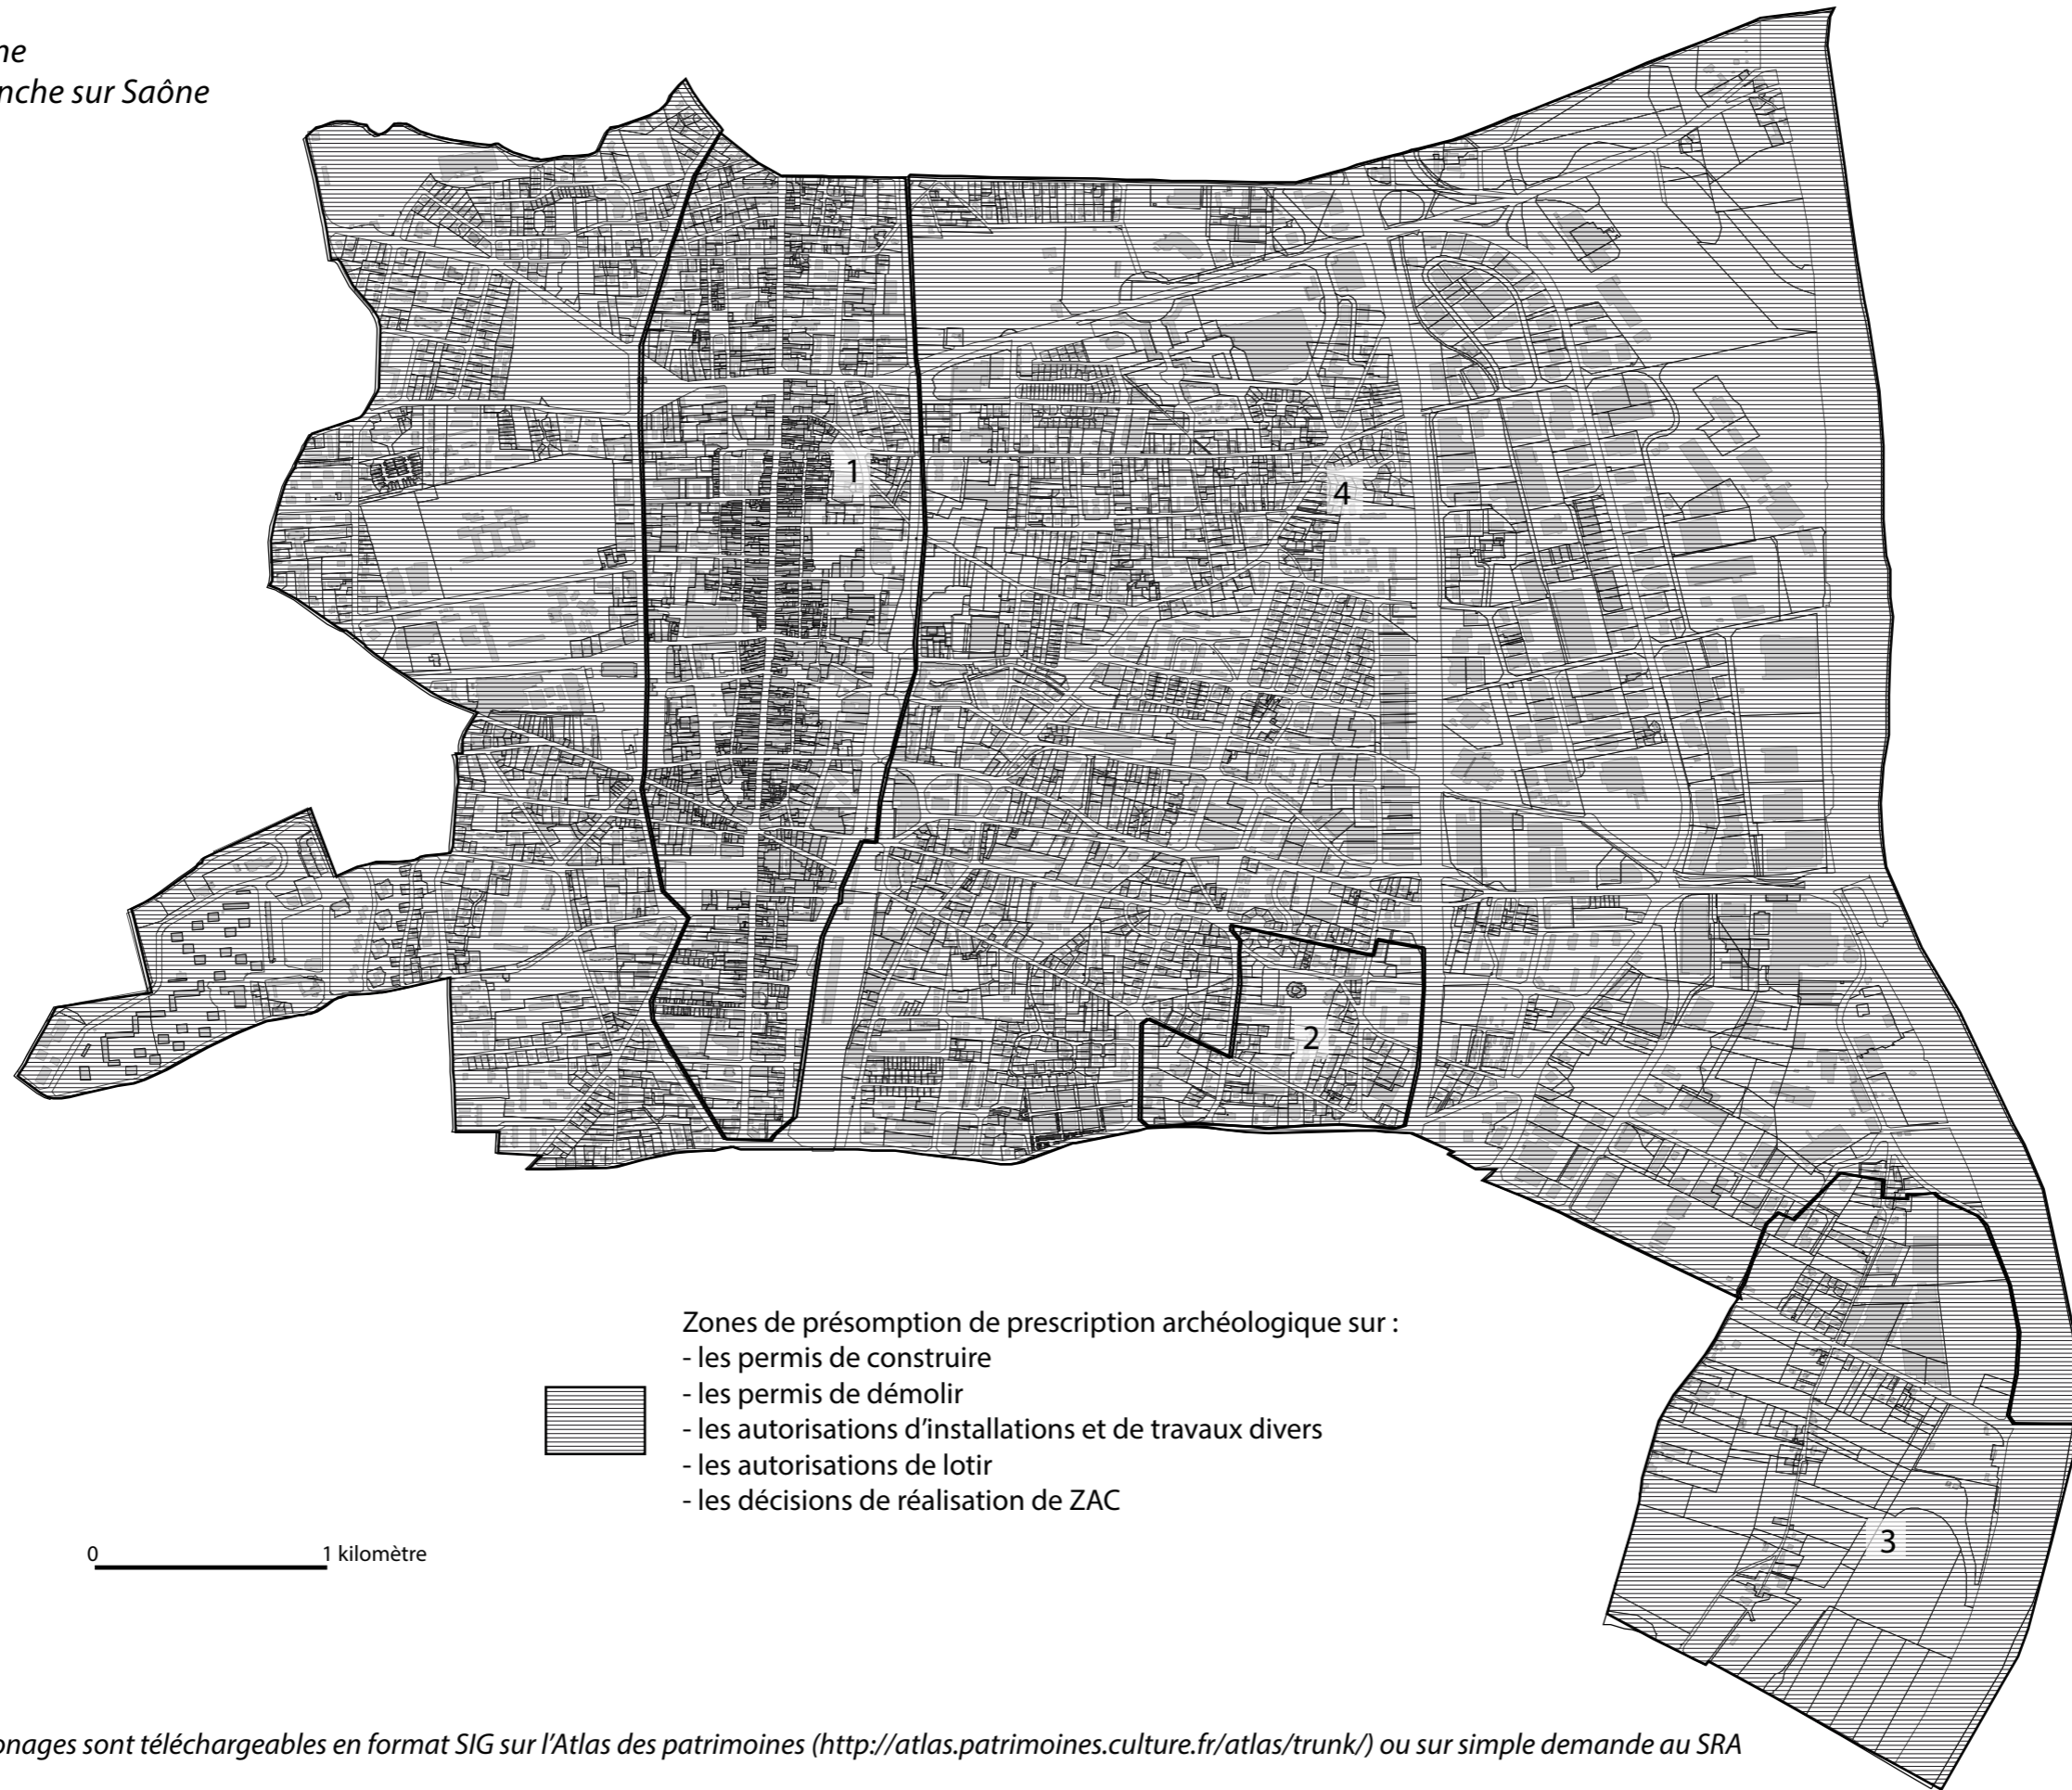 ne
nche sur Saône
1
4
2
3
Zones de présomption de prescription archéologique sur :
- les permis de construire
- les permis de démolir
- les autorisations d'installations et de travaux divers
- les autorisations de lotir
- les décisions de réalisation de ZAC
0 1 kilomètre
onages sont téléchargeables en format SIG sur l'Atlas des patrimoines (http://atlas.patrimoines.culture.fr/atlas/trunk/) ou sur simple demande au SRA